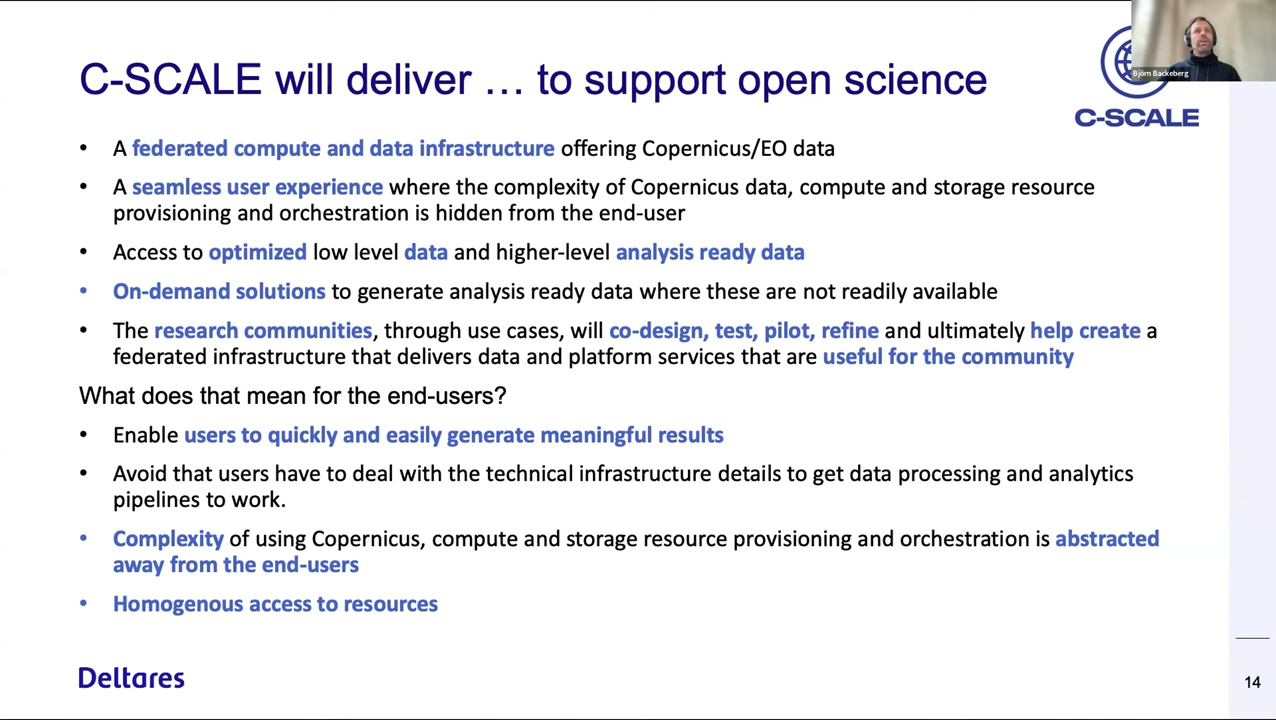 C-SCALE will deliver … to support open science
Björn Backeberg
C-SCALE
• A federated compute and data infrastructure offering Copernicus/EO data
• A seamless user experience where the complexity of Copernicus data, compute and storage resource
provisioning and orchestration is hidden from the end-user
• Access to optimized low level data and higher-level analysis ready data
• On-demand solutions to generate analysis ready data where these are not readily available
• The research communities, through use cases, will co-design, test, pilot, refine and ultimately help create a
federated infrastructure that delivers data and platform services that are useful for the community
What does that mean for the end-users?
• Enable users to quickly and easily generate meaningful results
• Avoid that users have to deal with the technical infrastructure details to get data processing and analytics
pipelines to work.
• Complexity of using Copernicus, compute and storage resource provisioning and orchestration is abstracted
away from the end-users
• Homogenous access to resources
Deltares
14